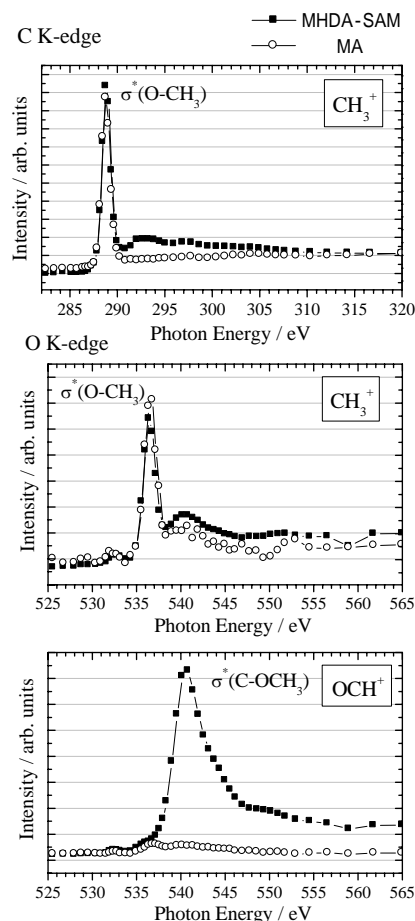 C K-edge
MHDA-SAM
MA
σ*(O-CH₃)
CH₃⁺
Intensity / arb. units
285 290 295 300 305 310 315 320
Photon Energy / eV
O K-edge
σ*(O-CH₃)
CH₃⁺
Intensity / arb. units
525 530 535 540 545 550 555 560 565
Photon Energy / eV
σ*(C-OCH₃)
OCH⁺
Intensity / arb. units
525 530 535 540 545 550 555 560 565
Photon Energy / eV